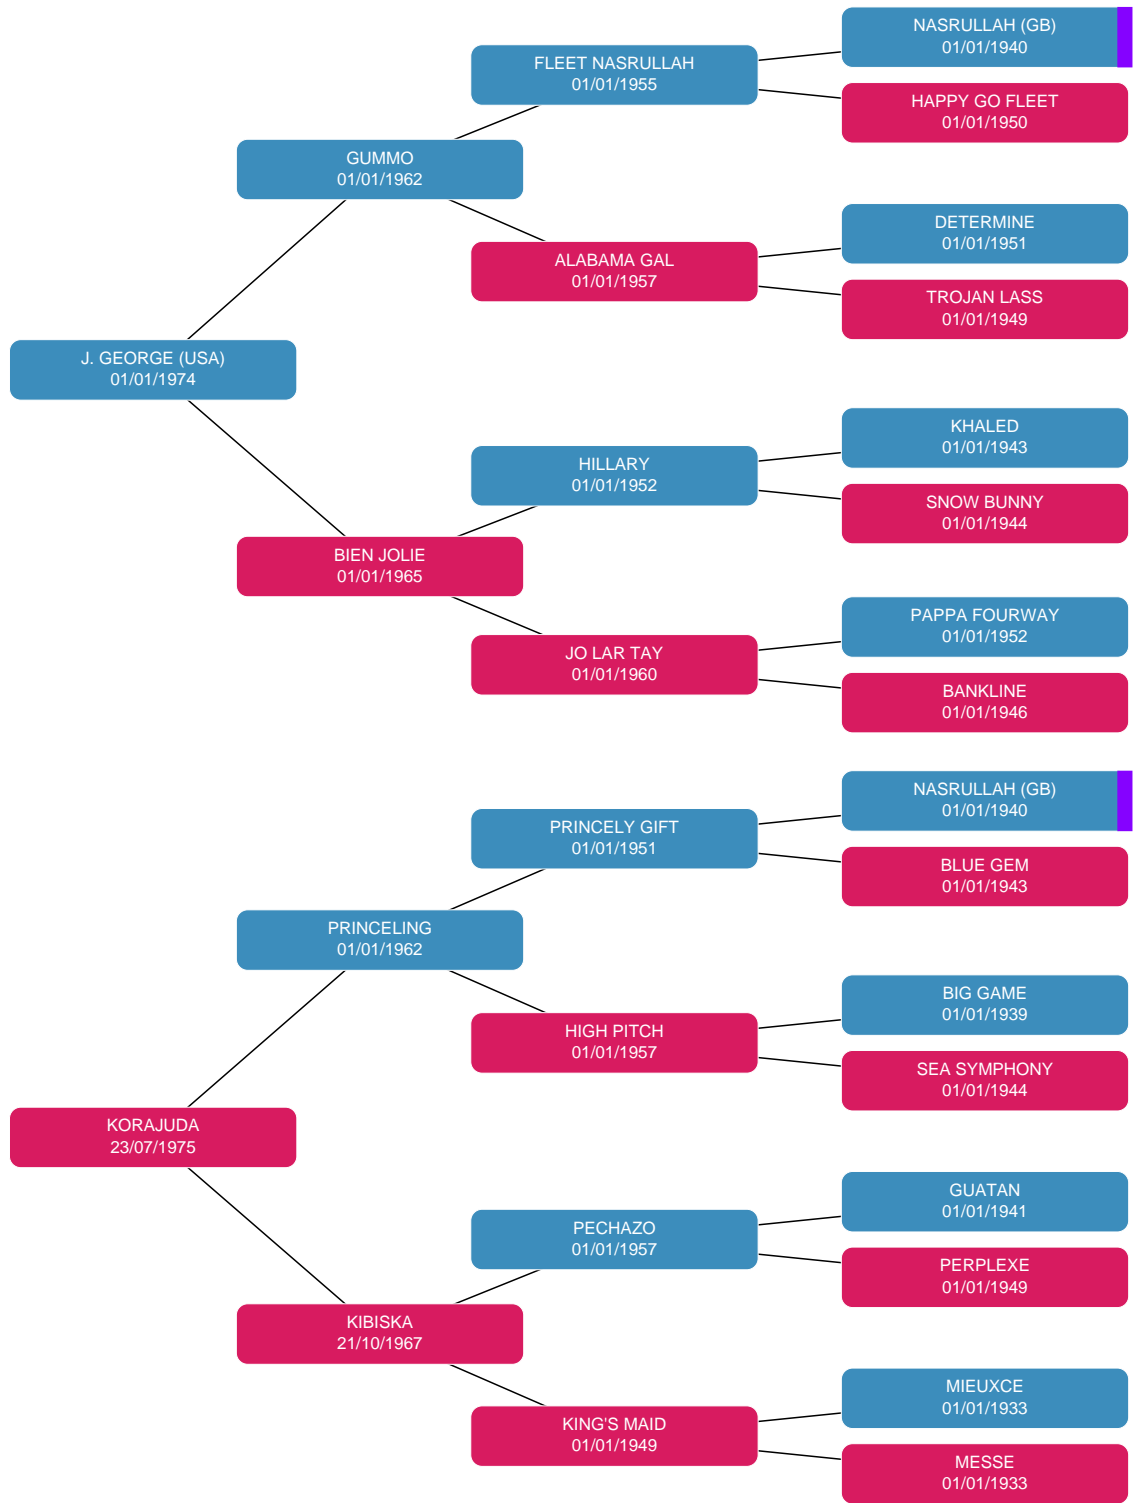 NASRULLAH (GB)
01/01/1940
FLEET NASRULLAH
01/01/1955
HAPPY GO FLEET
01/01/1950
GUMMO
01/01/1962
DETERMINE
01/01/1951
ALABAMA GAL
01/01/1957
TROJAN LASS
01/01/1949
J. GEORGE (USA)
01/01/1974
KHALED
01/01/1943
HILLARY
01/01/1952
SNOW BUNNY
01/01/1944
BIEN JOLIE
01/01/1965
PAPPA FOURWAY
01/01/1952
JO LAR TAY
01/01/1960
BANKLINE
01/01/1946
NASRULLAH (GB)
01/01/1940
PRINCELY GIFT
01/01/1951
BLUE GEM
01/01/1943
PRINCELING
01/01/1962
BIG GAME
01/01/1939
HIGH PITCH
01/01/1957
SEA SYMPHONY
01/01/1944
KORAJUDA
23/07/1975
GUATAN
01/01/1941
PECHAZO
01/01/1957
PERPLEXE
01/01/1949
KIBISKA
21/10/1967
MIEUXCE
01/01/1933
KING'S MAID
01/01/1949
MESSE
01/01/1933